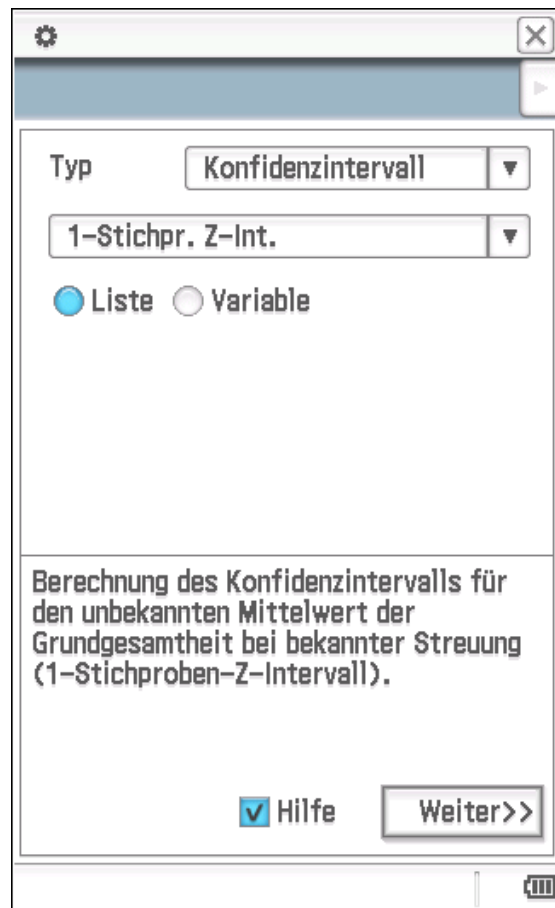 Typ Konfidenzintervall
1-Stichpr. Z-Int.
Liste Variable
Berechnung des Konfidenzintervalls für
den unbekannten Mittelwert der
Grundgesamtheit bei bekannter Streuung
(1-Stichproben-Z-Intervall).
Hilfe Weiter>>